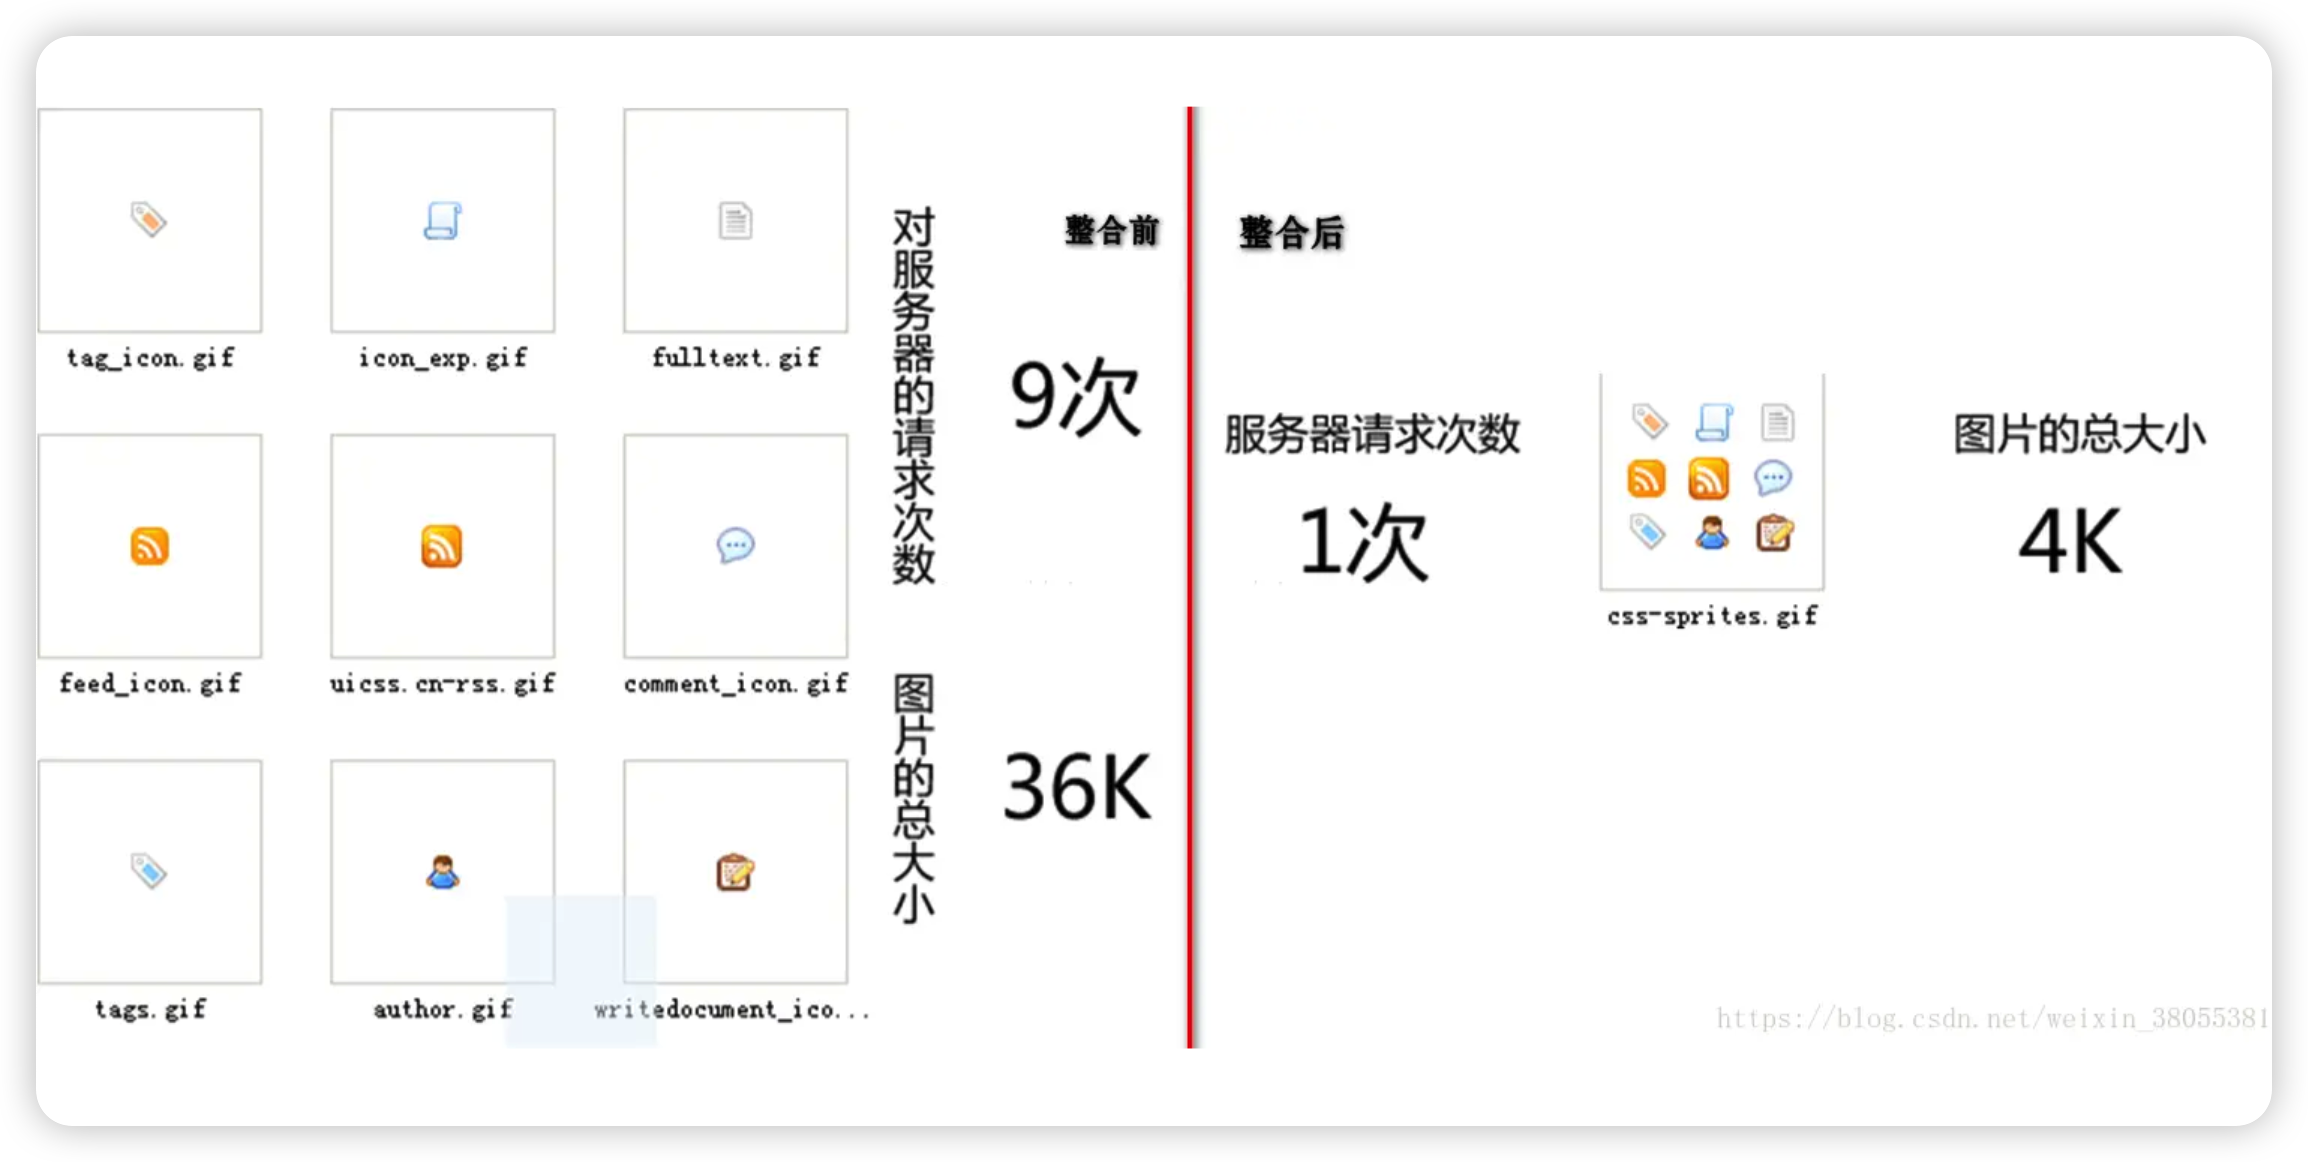 tag_icon.gif
icon_exp.gif
fulltext.gif
feed_icon.gif
uicss.cn-rss.gif
comment_icon.gif
tags.gif
author.gif
writedocument_ico...
对服务器的请求次数
整合前
9次
图片的总大小
36K
整合后
服务器请求次数
1次
css-sprites.gif
图片的总大小
4K
https://blog.csdn.net/weixin_38055381